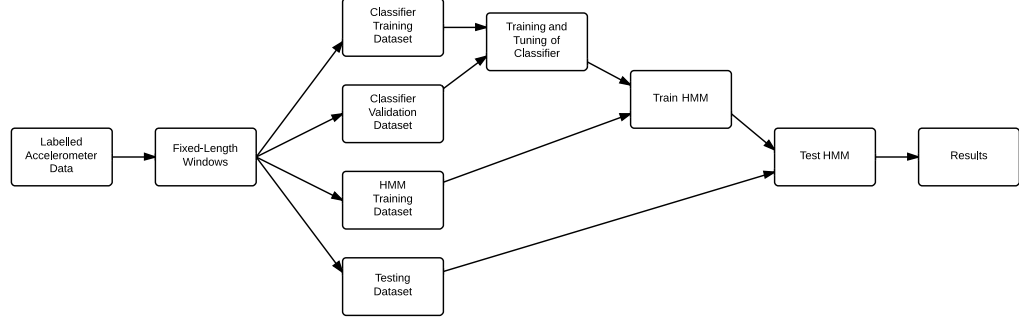 Labelled
Accelerometer
Data
Fixed-Length
Windows
Classifier
Training
Dataset
Classifier
Validation
Dataset
HMM
Training
Dataset
Testing
Dataset
Training and
Tuning of
Classifier
Train HMM
Test HMM
Results